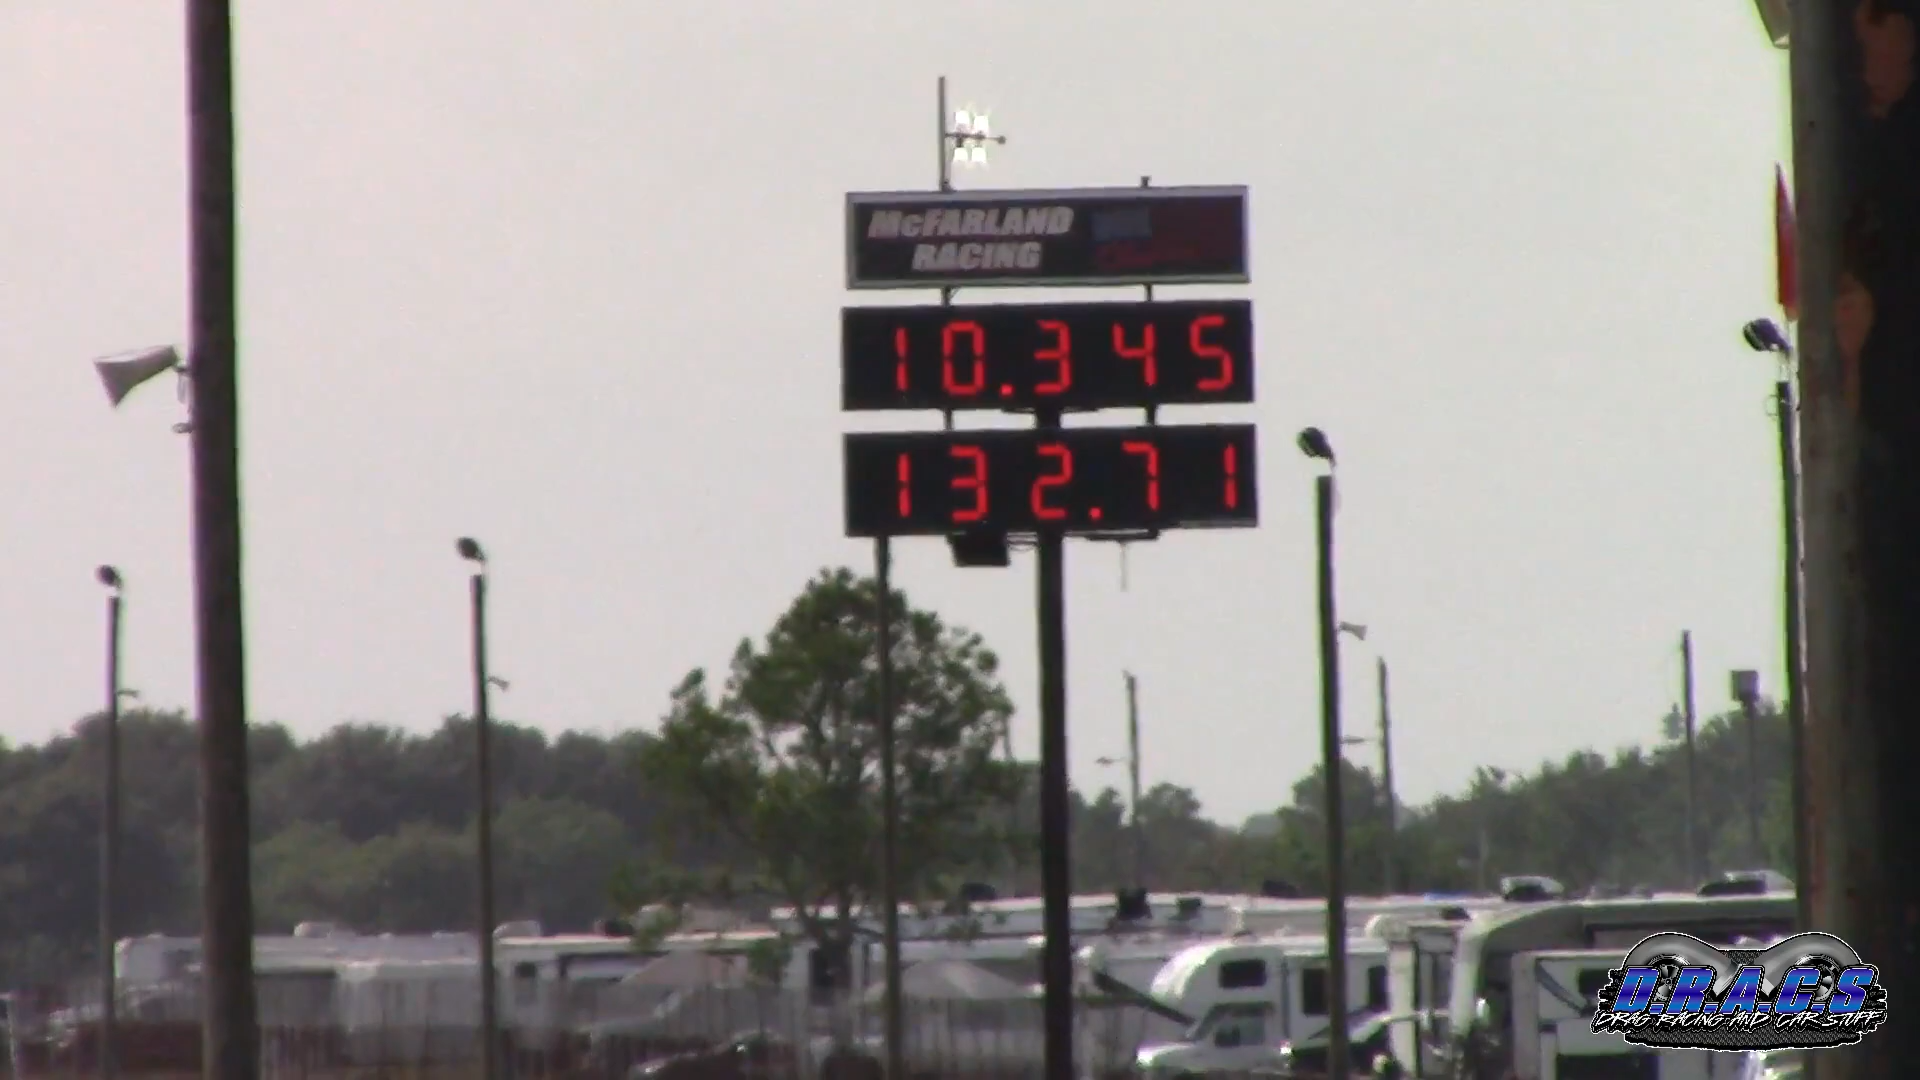 McFARLAND
RACING
10.345
132.71
D.R.A.C.S
DRAG RACING AND CAR STUFF